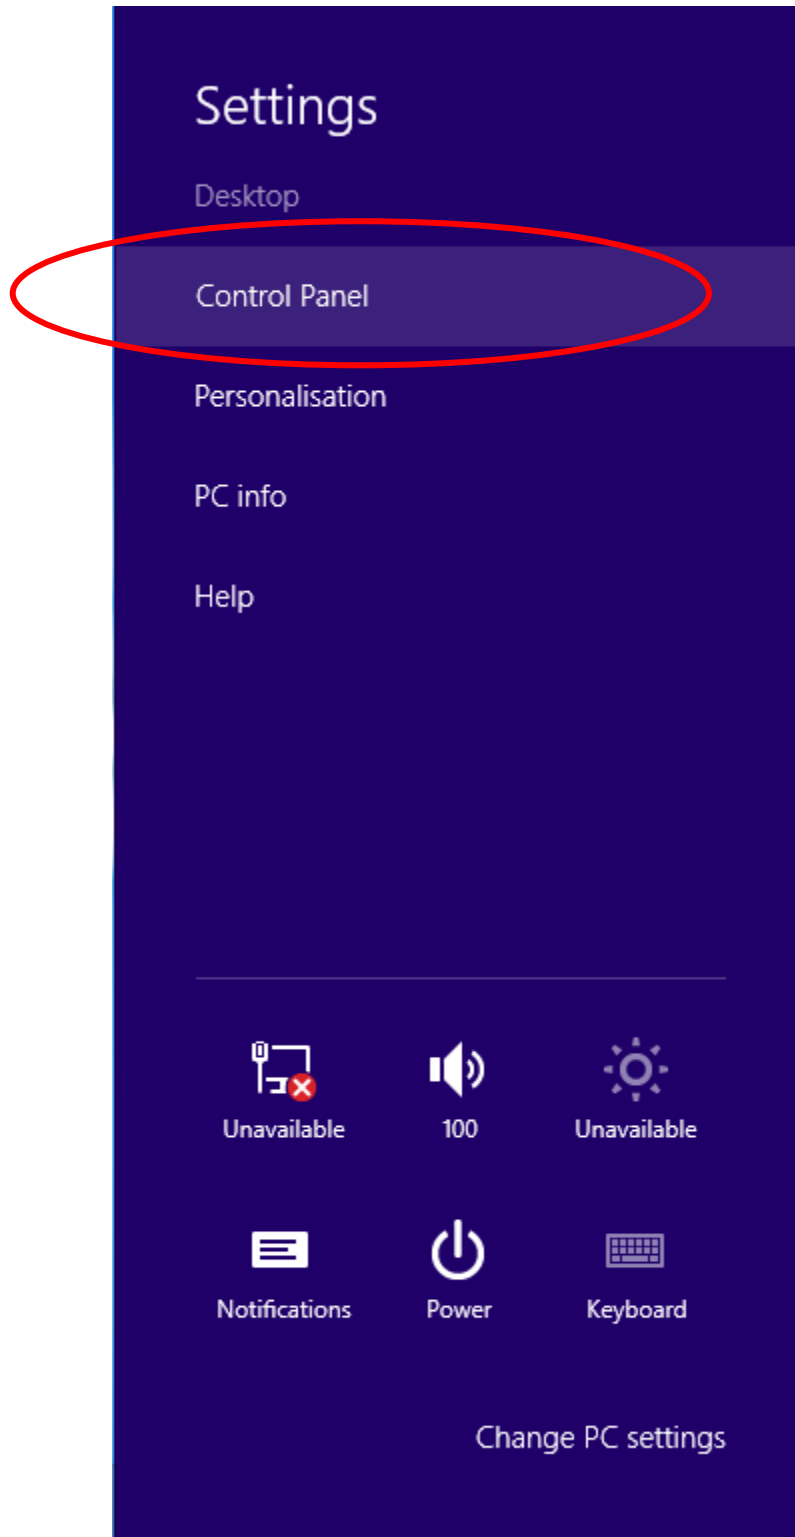 Settings
Desktop
Control Panel
Personalisation
PC info
Help
Unavailable 100 Unavailable
Notifications Power Keyboard
Change PC settings